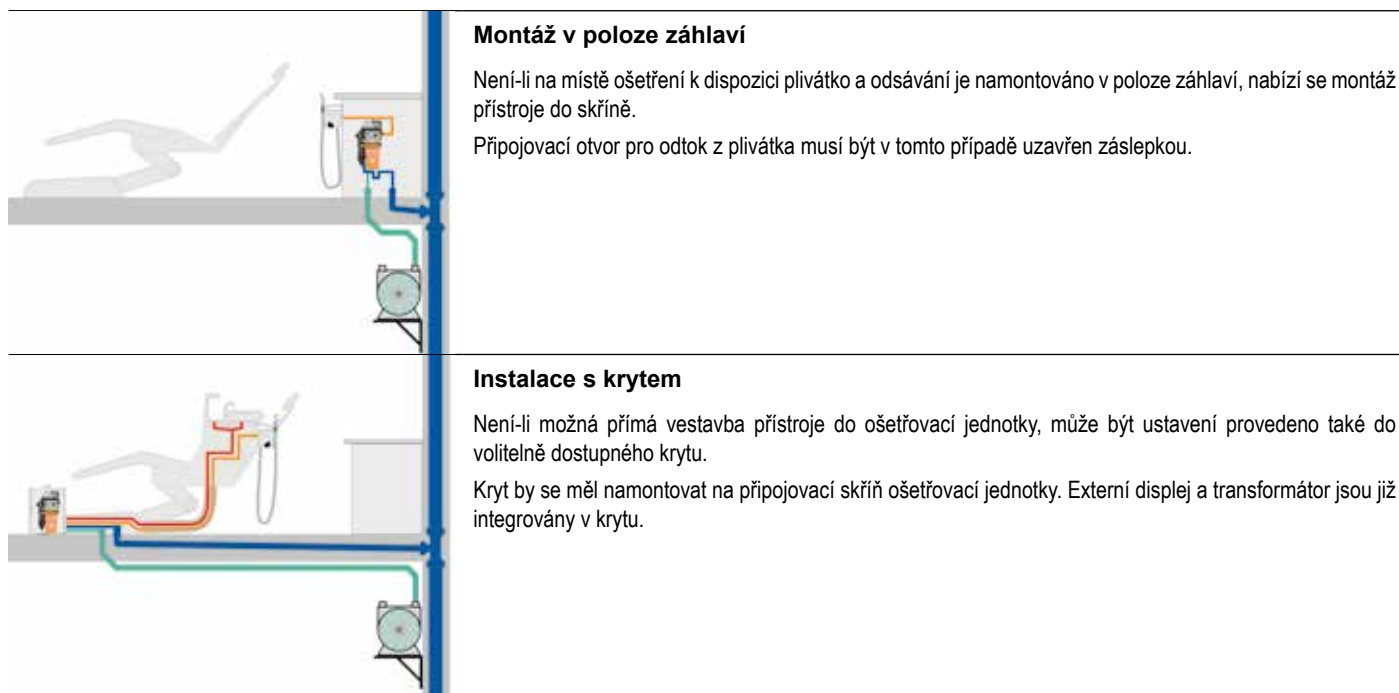 Montáž v poloze záhlaví
Není-li na místě ošetření k dispozici plivátko a odsávání je namontováno v poloze záhlaví, nabízí se montáž
přístroje do skříně.
Připojovací otvor pro odtok z plivátka musí být v tomto případě uzavřen záslepkou.
Instalace s krytem
Není-li možná přímá vestavba přístroje do ošetřovací jednotky, může být ustavení provedeno také do
volitelně dostupného krytu.
Kryt by se měl namontovat na připojovací skříň ošetřovací jednotky. Externí displej a transformátor jsou již
integrovány v krytu.